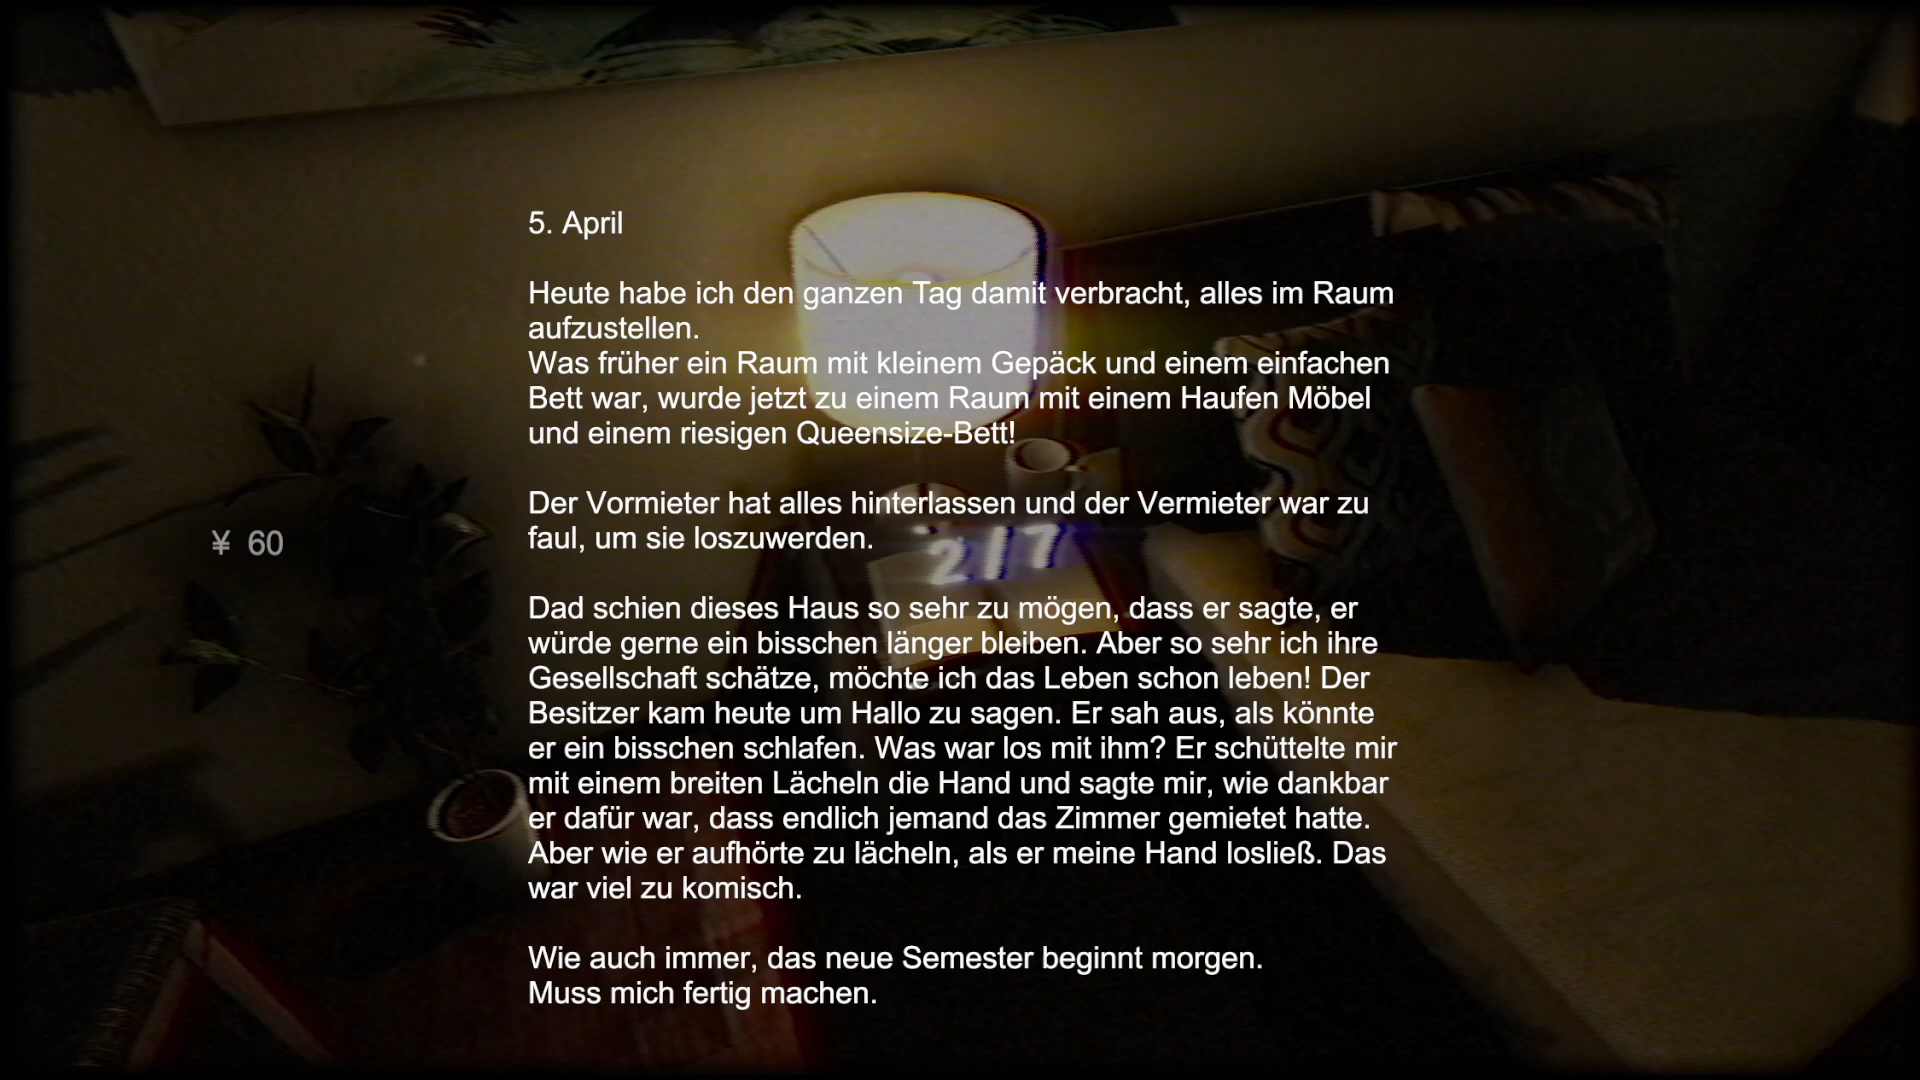 5. April
Heute habe ich den ganzen Tag damit verbracht, alles im Raum
aufzustellen.
Was früher ein Raum mit kleinem Gepäck und einem einfachen
Bett war, wurde jetzt zu einem Raum mit einem Haufen Möbel
und einem riesigen Queensize-Bett!
Der Vormieter hat alles hinterlassen und der Vermieter war zu
faul, um sie loszuwerden.
¥ 60
2/7
Dad schien dieses Haus so sehr zu mögen, dass er sagte, er
würde gerne ein bisschen länger bleiben. Aber so sehr ich ihre
Gesellschaft schätze, möchte ich das Leben schon leben! Der
Besitzer kam heute um Hallo zu sagen. Er sah aus, als könnte
er ein bisschen schlafen. Was war los mit ihm? Er schüttelte mir
mit einem breiten Lächeln die Hand und sagte mir, wie dankbar
er dafür war, dass endlich jemand das Zimmer gemietet hatte.
Aber wie er aufhörte zu lächeln, als er meine Hand losließ. Das
war viel zu komisch.
Wie auch immer, das neue Semester beginnt morgen.
Muss mich fertig machen.